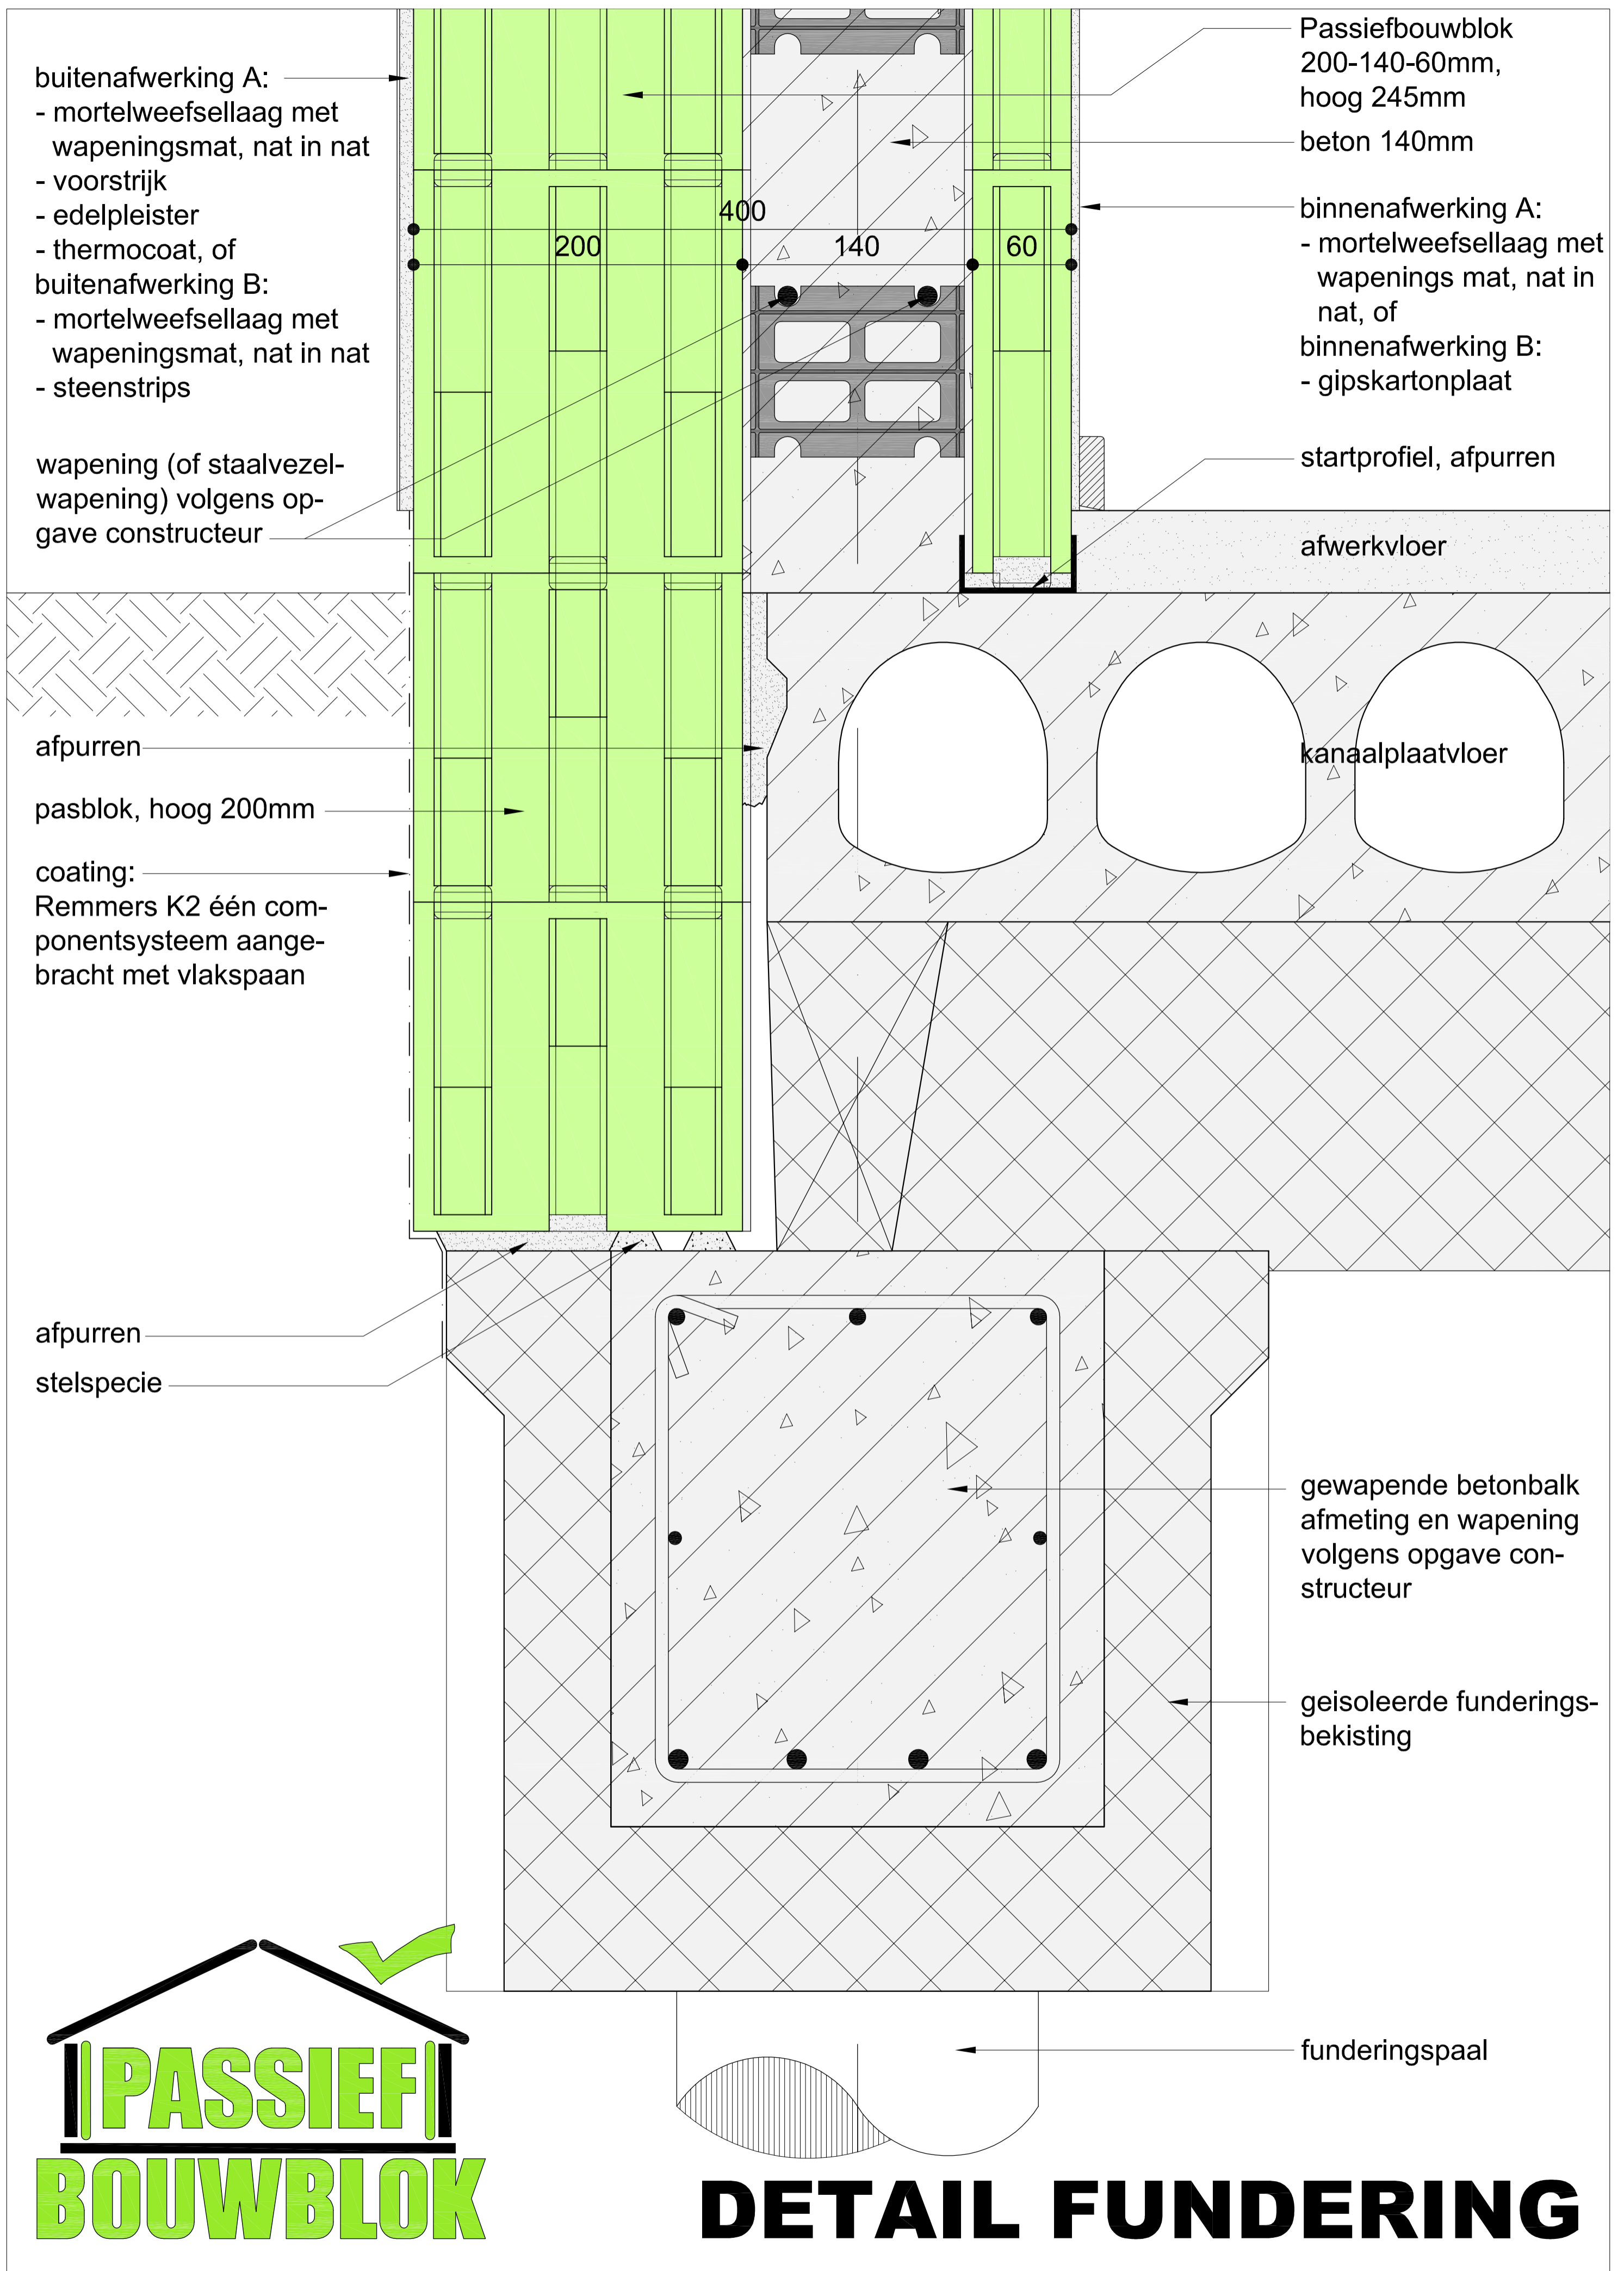 buitenafwerking A:
- mortelweefsellaag met
wapeningsmat, nat in nat
- voorstrijk
- edelpleister
- thermocoat, of
buitenafwerking B:
- mortelweefsellaag met
wapeningsmat, nat in nat
- steenstrips
wapening (of staalvezel-
wapening) volgens op-
gave constructeur
afpurren
pasblok, hoog 200mm
coating:
Remmers K2 één com-
ponentsysteem aange-
bracht met vlakspaan
afpurren
stelspecie
400
200
140
60
Passiefbouwblok
200-140-60mm,
hoog 245mm
beton 140mm
binnenafwerking A:
- mortelweefsellaag met
wapenings mat, nat in
nat, of
binnenafwerking B:
- gipskartonplaat
startprofiel, afpurren
afwerkvloer
kanaalplaatvloer
gewapende betonbalk
afmeting en wapening
volgens opgave con-
structeur
geisoleerde funderings-
bekisting
funderingspaal
PASSIEF
BOUWBLOK
DETAIL FUNDERING